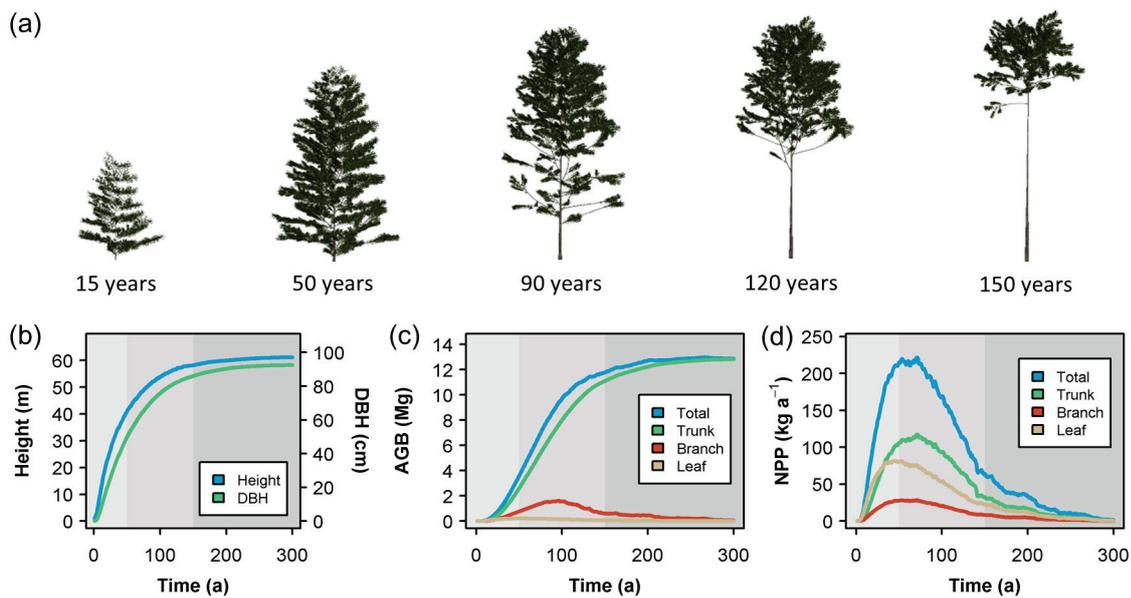 (a)
15 years
50 years
90 years
120 years
150 years
(b)
Height (m)
60
50
40
30
20
10
0
100
80
60
40
20
0
DBH (cm)
Height
DBH
0
100
200
300
Time (a)
(c)
AGB (Mg)
14
12
10
8
6
4
2
0
Total
Trunk
Branch
Leaf
0
100
200
300
Time (a)
(d)
NPP (kg a⁻¹)
250
200
150
100
50
0
Total
Trunk
Branch
Leaf
0
100
200
300
Time (a)